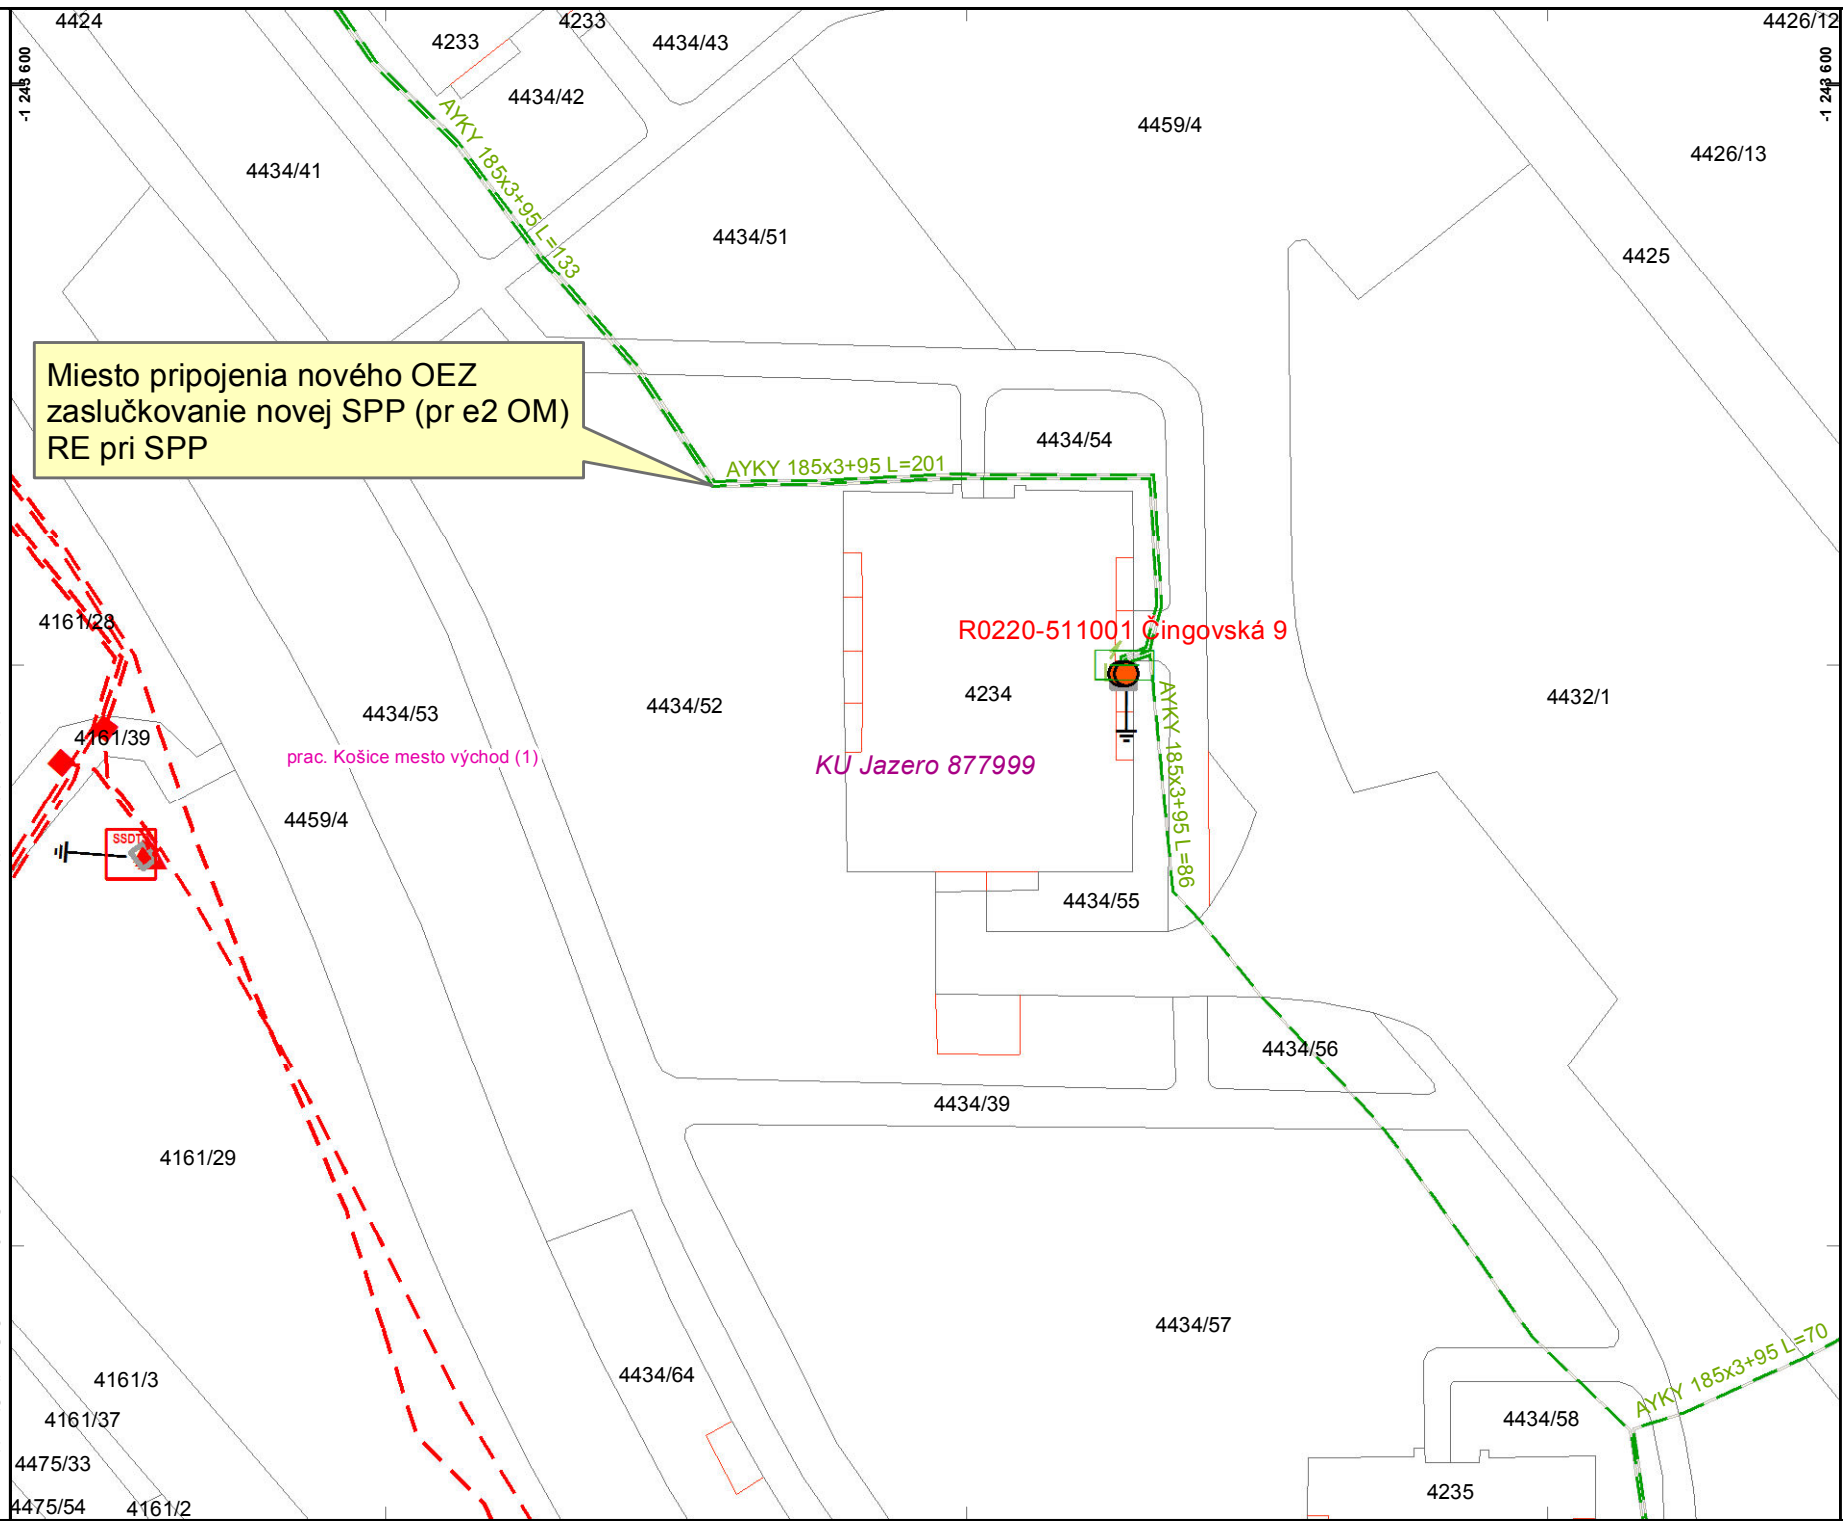 4424
4233
4426/12
4233
4434/43
-1 243 600
-1 243 600
4434/42
4459/4
4426/13
4434/41
AYKY 185x3+95 L=133
4434/51
4425
Miesto pripojenia nového OEZ
zaslučkovanie novej SPP (pr e2 OM)
RE pri SPP
4434/54
AYKY 185x3+95 L=201
4161/28
R0220-511001 Čingovská 9
4234
4432/1
4434/52
4434/53
4161/39
prac. Košice mesto východ (1)
KU Jazero 877999
AYKY 185x3+95 L=86
4459/4
SSDT
4434/55
4434/56
4434/39
4161/29
4434/57
AYKY 185x3+95 L=70
4161/3
4434/64
4161/37
4434/58
4475/33
4235
4475/54
4161/2